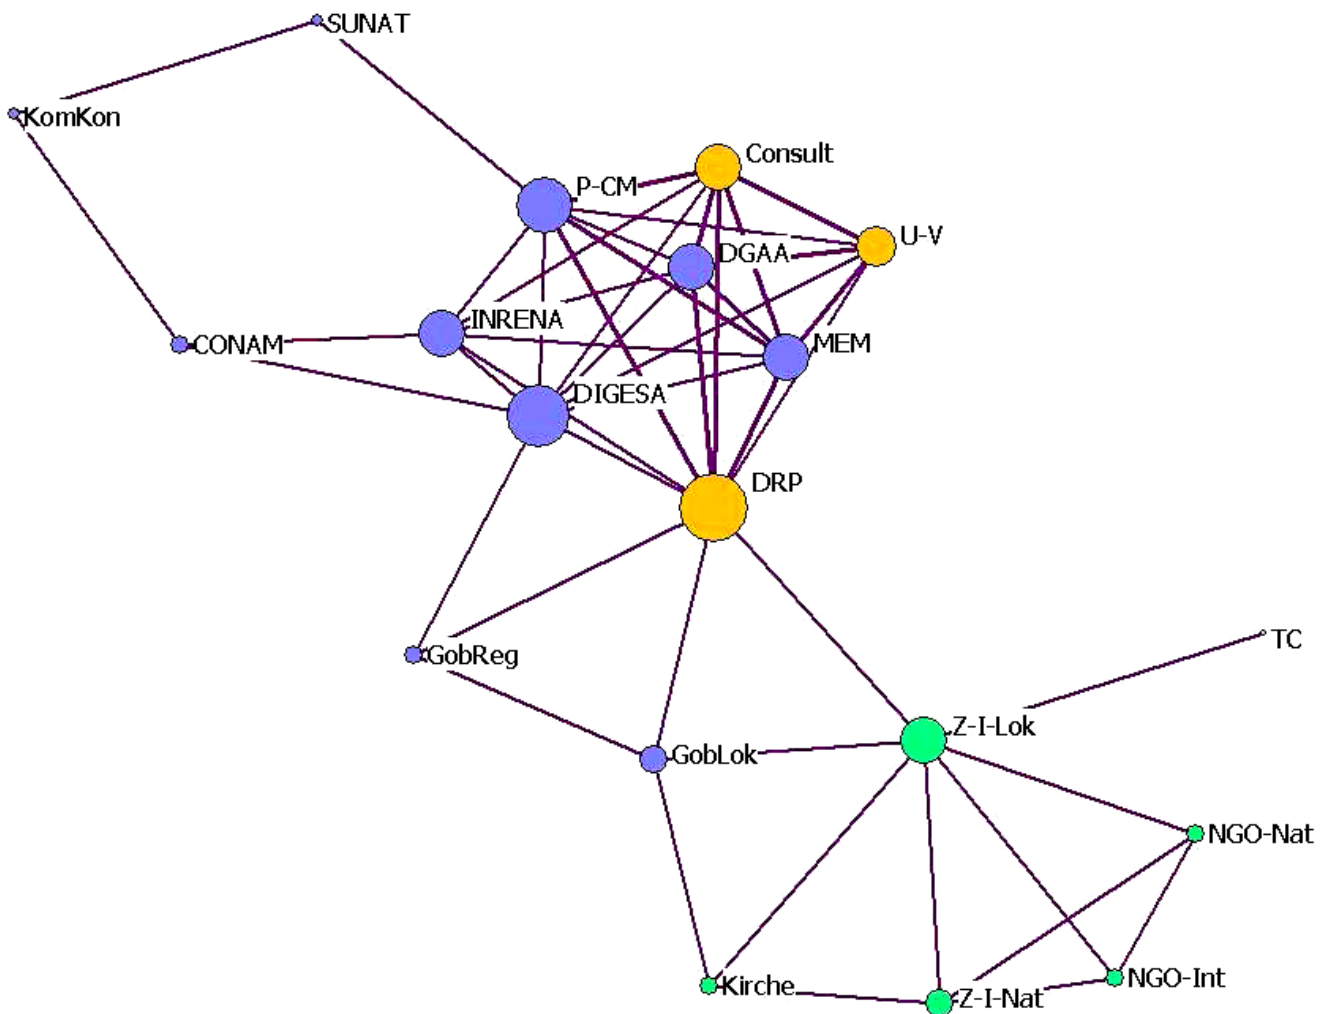 SUNAT
KomKon
Consult
P-CM
U-V
DGAA
INRENA
MEM
CONAM
DIGESA
DRP
TC
GobReg
Z-I-Lok
GobLok
NGO-Nat
NGO-Int
Kirche
Z-I-Nat